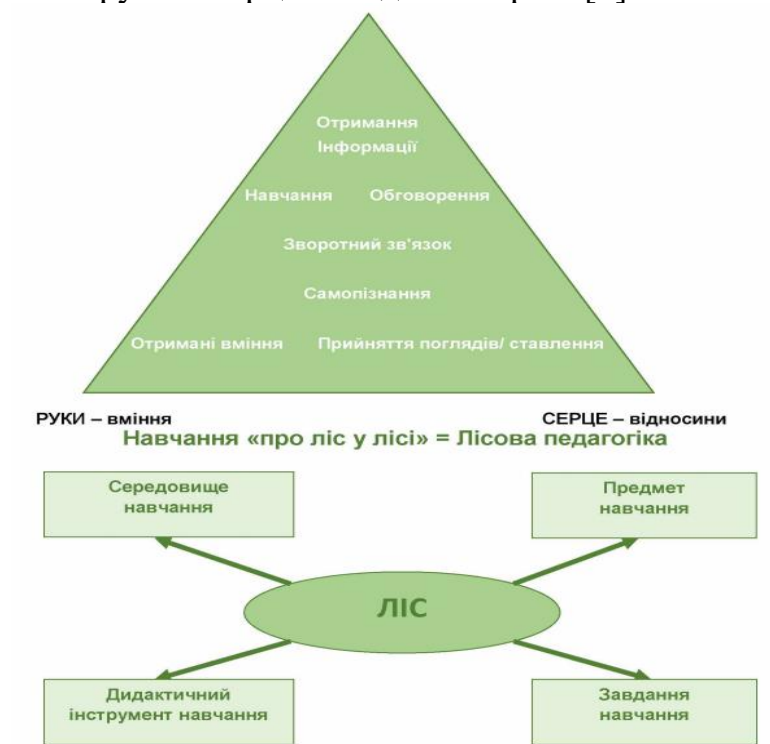 Отримання
Інформації
Навчання Обговорення
Зворотний зв'язок
Самопізнання
Отримані вміння Прийняття поглядів/ ставлення
РУКИ – вміння СЕРЦЕ – відносини
Навчання «про ліс у лісі» = Лісова педагогіка
Середовище
навчання
Предмет
навчання
ЛІС
Дидактичний
інструмент навчання
Завдання
навчання